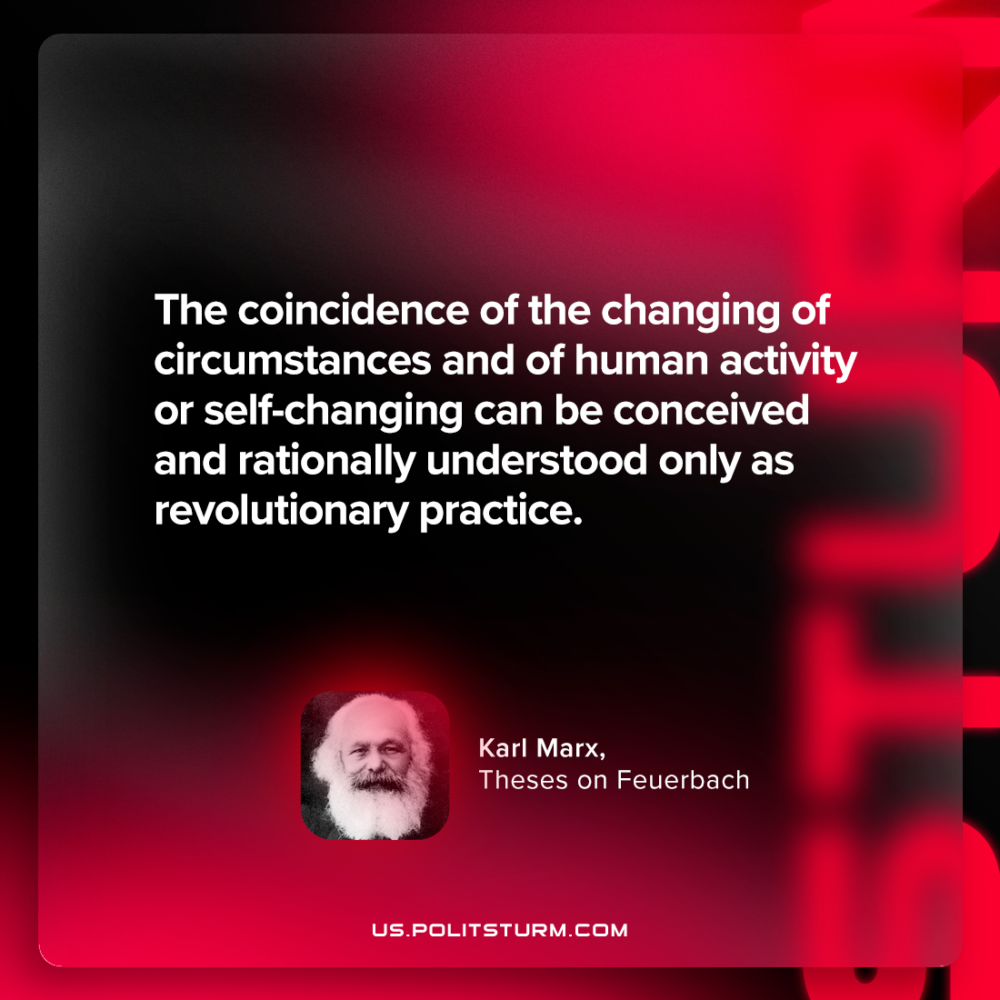 The coincidence of the changing of
circumstances and of human activity
or self-changing can be conceived
and rationally understood only as
revolutionary practice.
Karl Marx,
Theses on Feuerbach
US.POLITSTURM.COM